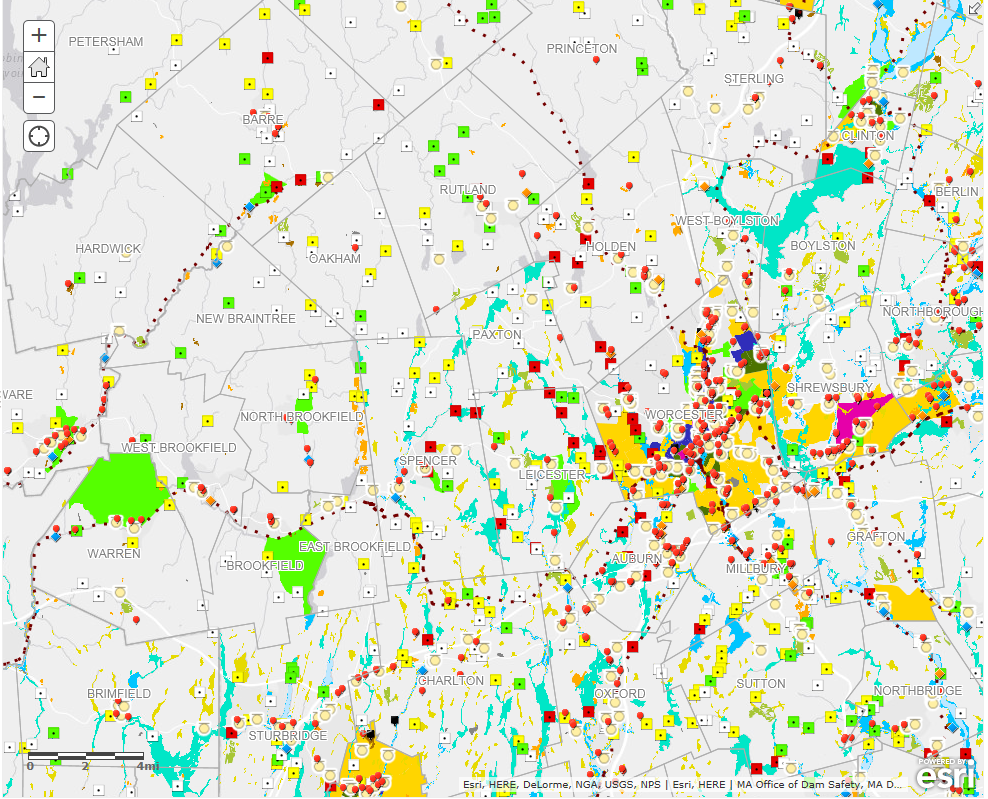 +
PETERSHAM
PRINCETON
STERLING
−
BARRE
CLINTON
RUTLAND
BERLIN
WEST BOYLSTON
HARDWICK
OAKHAM
HOLDEN
BOYLSTON
NEW BRAINTREE
NORTHBOROUGH
PAXTON
WARE
SHREWSBURY
NORTH BROOKFIELD
WORCESTER
WEST BROOKFIELD
SPENCER
LEICESTER
WARREN
EAST BROOKFIELD
BROOKFIELD
AUBURN
MILLBURY
GRAFTON
BRIMFIELD
CHARLTON
OXFORD
SUTTON
NORTHBRIDGE
STURBRIDGE
0 2 4mi
POWERED BY
esri
Esri, HERE, DeLorme, NGA, USGS, NPS | Esri, HERE | MA Office of Dam Safety, MA D...